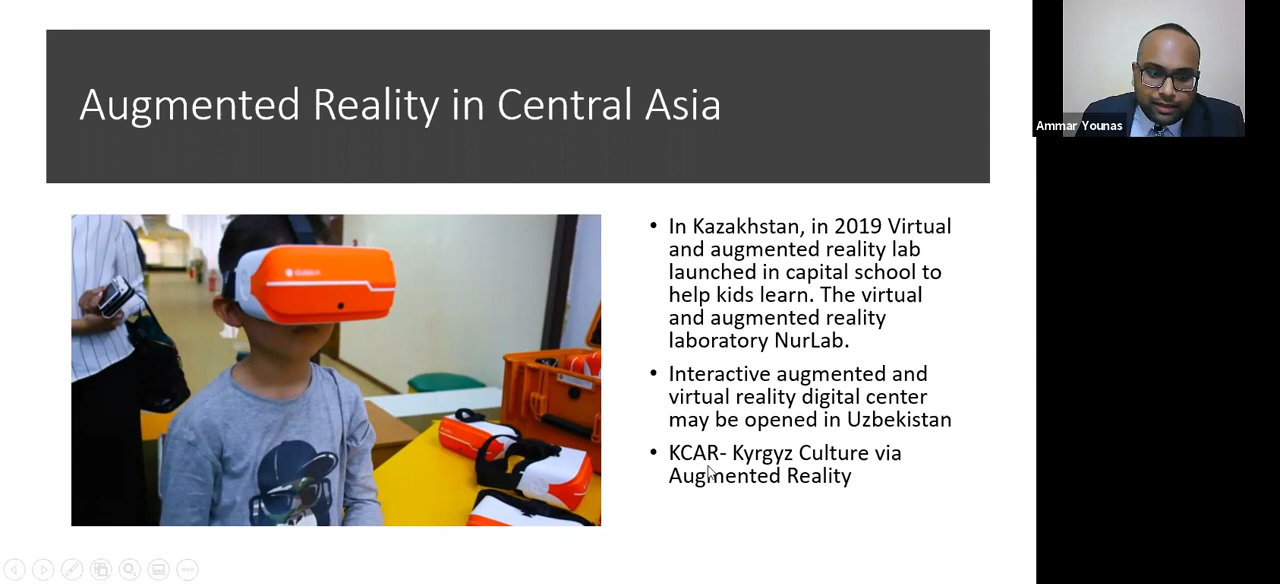 Augmented Reality in Central Asia
Ammar Younas
• In Kazakhstan, in 2019 Virtual
and augmented reality lab
launched in capital school to
help kids learn. The virtual
and augmented reality
laboratory NurLab.
• Interactive augmented and
virtual reality digital center
may be opened in Uzbekistan
• KCAR- Kyrgyz Culture via
Augmented Reality